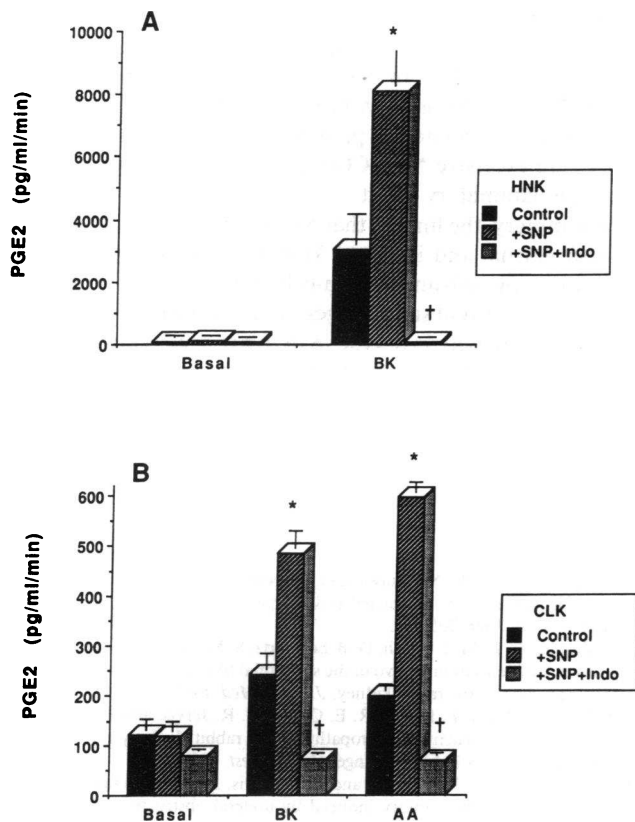 A
PGE2 (pg/ml/min)
10000
8000
6000
4000
2000
0
*
†
Basal
BK
HNK
Control
+SNP
+SNP+Indo
B
PGE2 (pg/ml/min)
600
500
400
300
200
100
0
*
*
†
†
Basal
BK
AA
CLK
Control
+SNP
+SNP+Indo